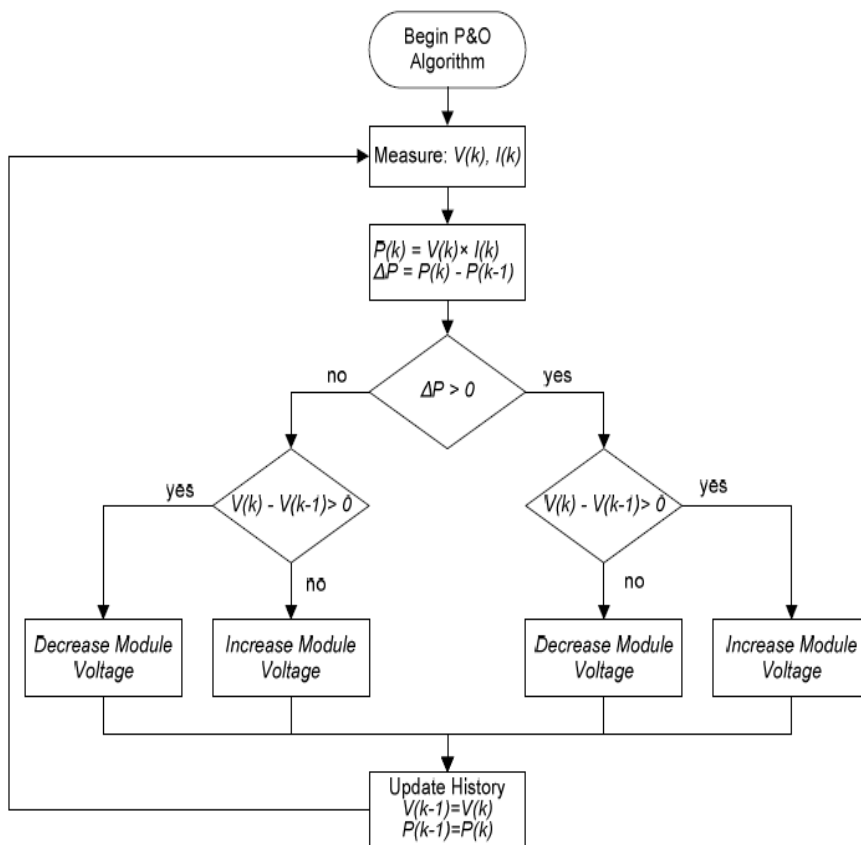 Begin P&O
Algorithm
Measure: V(k), I(k)
P(k) = V(k)× I(k)
ΔP = P(k) - P(k-1)
no
ΔP > 0
yes
yes
V(k) - V(k-1)> 0
no
V(k) - V(k-1)> 0
yes
no
Decrease Module
Voltage
Increase Module
Voltage
Decrease Module
Voltage
Increase Module
Voltage
Update History
V(k-1)=V(k)
P(k-1)=P(k)